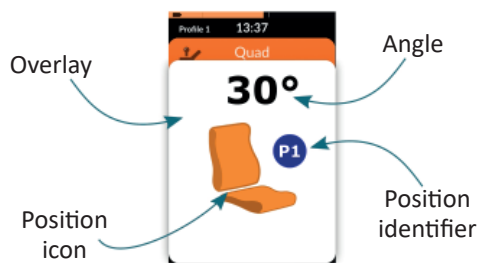 Profile 1 13:37
Quad
30°
P1
Overlay
Angle
Position
icon
Position
identifier